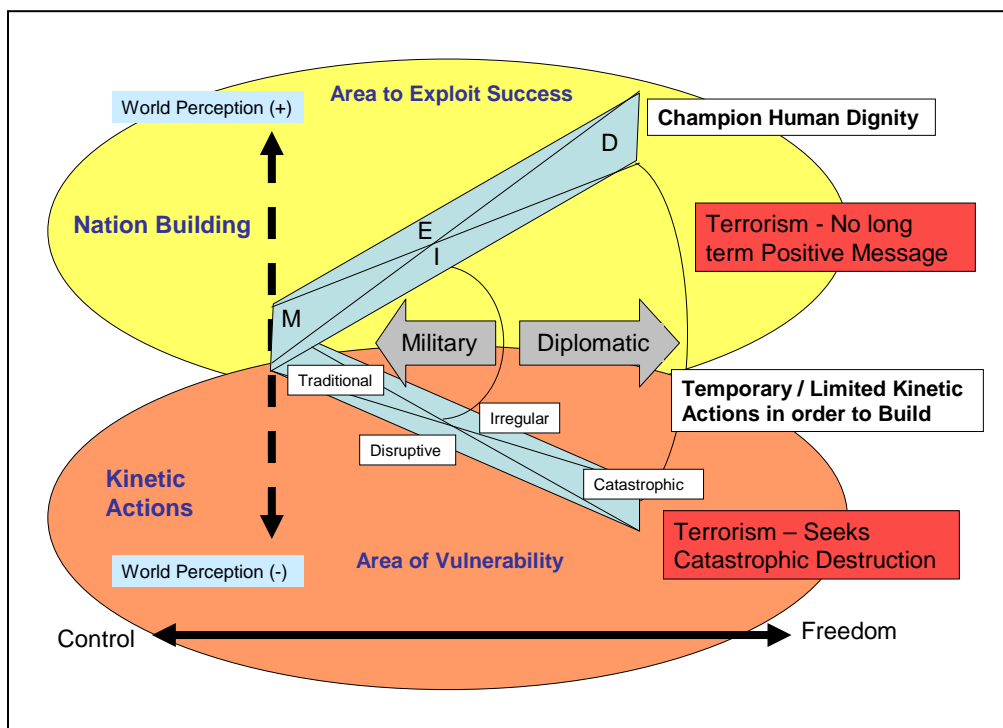 Area to Exploit Success
World Perception (+)
Champion Human Dignity
D
Nation Building
E
I
Terrorism - No long
term Positive Message
M
Military
Diplomatic
Traditional
Temporary / Limited Kinetic
Actions in order to Build
Irregular
Disruptive
Kinetic
Actions
Catastrophic
Terrorism – Seeks
Catastrophic Destruction
Area of Vulnerability
World Perception (-)
Control
Freedom